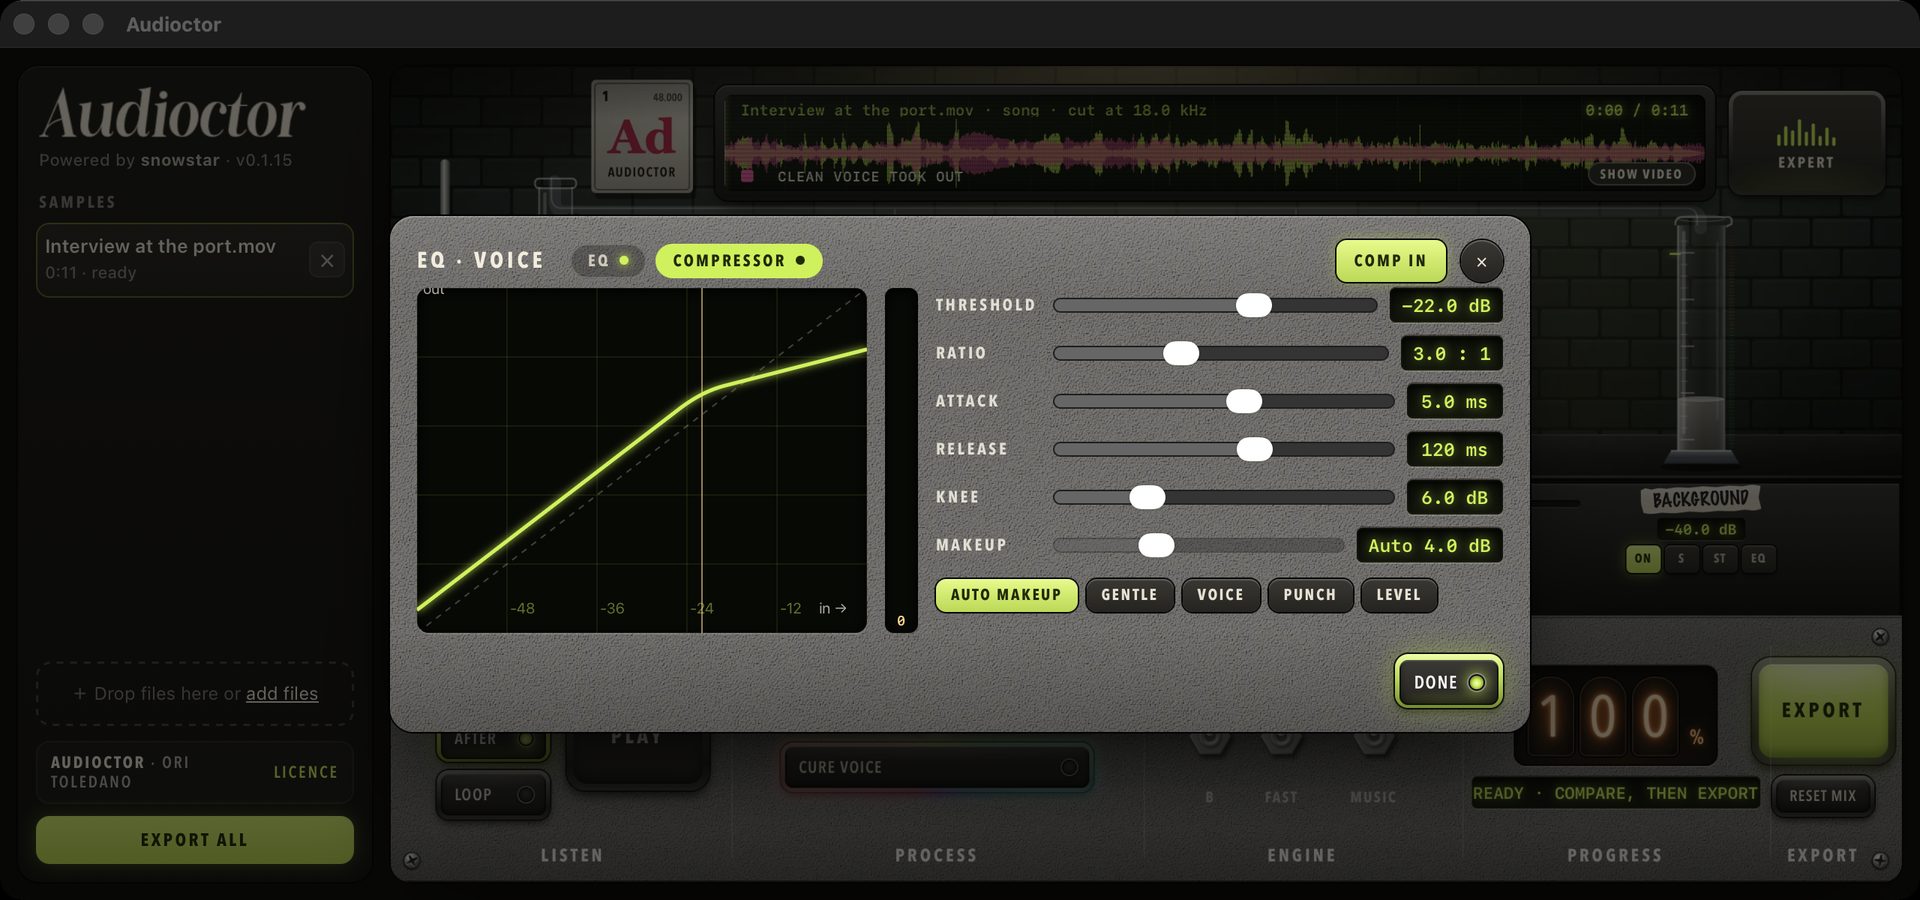 Audioctor
Audioctor
Powered by snowstar · v0.1.15
SAMPLES
Interview at the port.mov
0:11 · ready
+ Drop files here or add files
AUDIOCTOR · ORI TOLEDANO
LICENCE
EXPORT ALL
1 48.000
Ad
AUDIOCTOR
Interview at the port.mov · song · cut at 18.0 kHz
0:00 / 0:11
CLEAN VOICE TOOK OUT
SHOW VIDEO
EXPERT
EQ · VOICE
EQ
COMPRESSOR
COMP IN
×
out
-48 -36 -24 -12 in →
0
THRESHOLD -22.0 dB
RATIO 3.0 : 1
ATTACK 5.0 ms
RELEASE 120 ms
KNEE 6.0 dB
MAKEUP Auto 4.0 dB
AUTO MAKEUP GENTLE VOICE PUNCH LEVEL
DONE
BACKGROUND
-40.0 dB
ON S ST EQ
AFTER
PLAY
LOOP
LISTEN
CURE VOICE
PROCESS
B FAST MUSIC
ENGINE
100 %
READY · COMPARE, THEN EXPORT
PROGRESS
EXPORT
RESET MIX
EXPORT